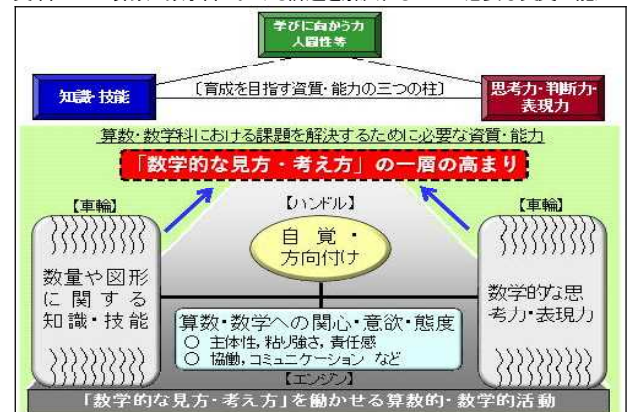 学びに向かう力
人間性等
知識・技能
〔育成を目指す資質・能力の三つの柱〕
思考力・判断力・
表現力
算数・数学科における課題を解決するために必要な資質・能力
「数学的な見方・考え方」の一層の高まり
【車輪】
【ハンドル】
【車輪】
自覚・
方向付け
数量や図形
に関する
知識・技能
数学的な思
考力・表現力
算数・数学への関心・意欲・態度
○ 主体性,粘り強さ,責任感
○ 協働,コミュニケーション など
【エンジン】
「数学的な見方・考え方」を働かせる算数的・数学的活動